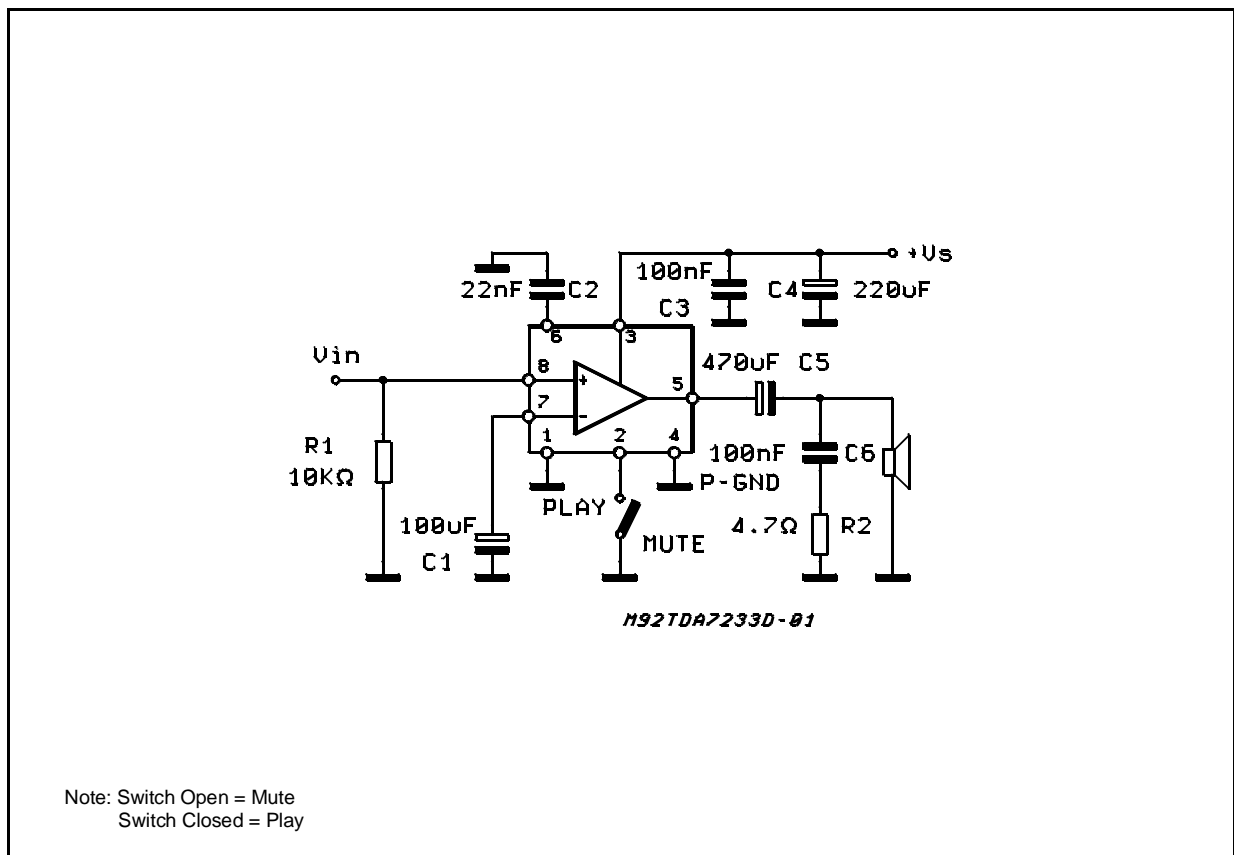 +Vs
100nF
22nF C2
C4 220uF
C3
6 3
Vin
470uF C5
8
+
5
7
-
R1
1 2 4
100nF C6
10KΩ
P-GND
PLAY
100uF
4.7Ω R2
MUTE
C1
M92TDA7233D-01
Note: Switch Open = Mute
Switch Closed = Play